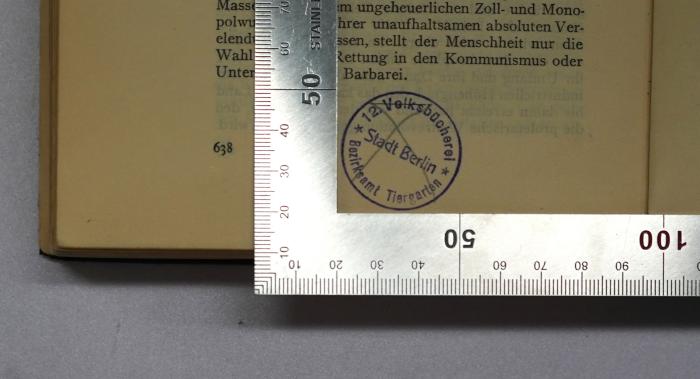 Masse em ungeheuerlichen Zoll- und Mono-
polwu hrer unaufhaltsamen absoluten Ver-
elend ssen, stellt der Menschheit nur die
Wahl Rettung in den Kommunismus oder
Unter Barbarei.
638
* 12. Volksbücherei *
Stadt Berlin
Bezirksamt Tiergarten
STAINLE
70
60
50
40
30
20
10
10 20 30 40 50 60 70 80 90 100